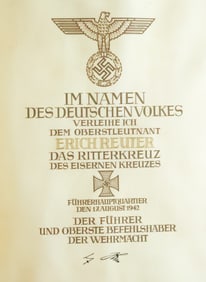 IM NAMEN
DES DEUTSCHEN VOLKES
VERLEIHE ICH
DEM OBERSTLEUTNANT
ERICH REUTER
DAS RITTERKREUZ
DES EISERNEN KREUZES
FÜHRERHAUPTQUARTIER
DEN 17. AUGUST 1942
DER FÜHRER
UND OBERSTE BEFEHLSHABER
DER WEHRMACHT